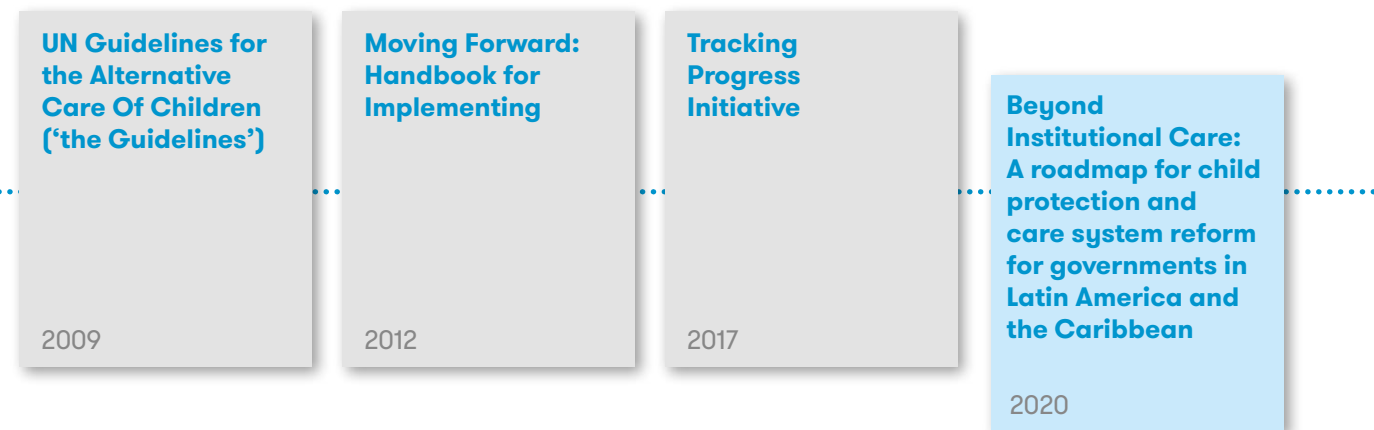 UN Guidelines for
the Alternative
Care Of Children
(‘the Guidelines’)
2009
Moving Forward:
Handbook for
Implementing
2012
Tracking
Progress
Initiative
2017
Beyond
Institutional Care:
A roadmap for child
protection and
care system reform
for governments in
Latin America and
the Caribbean
2020